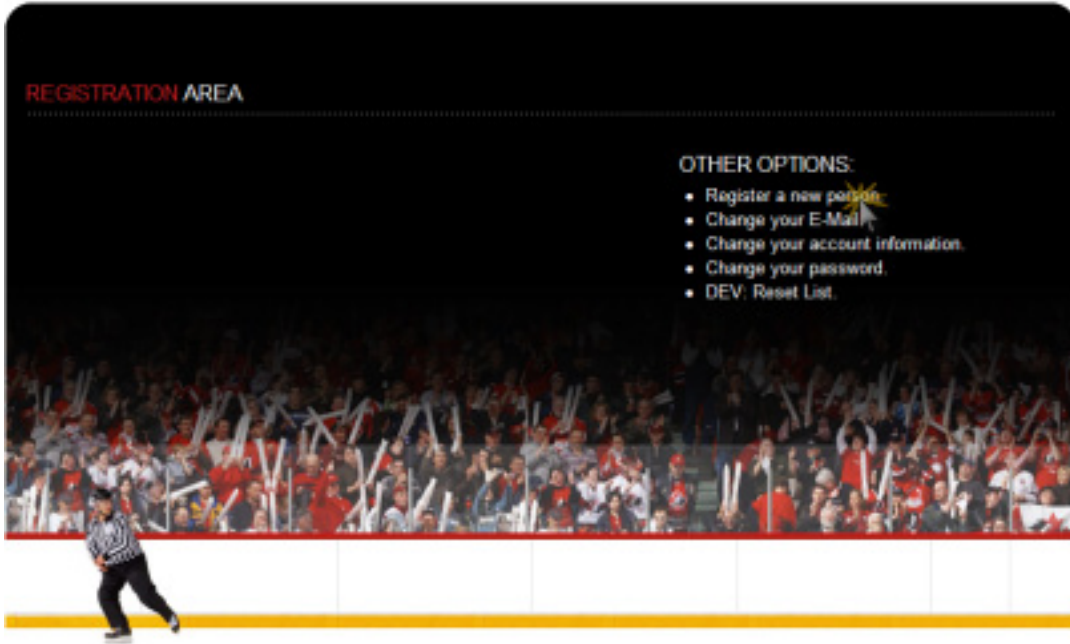 REGISTRATION AREA
OTHER OPTIONS:
Register a new person.
Change your E-Mail.
Change your account information.
Change your password.
DEV: Reset List.